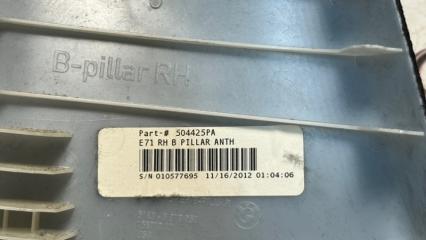 B-pillar RH
Part-# 504425PA
E71 RH B PILLAR ANTH
S/N 010577695 11/16/2012 01:04:06